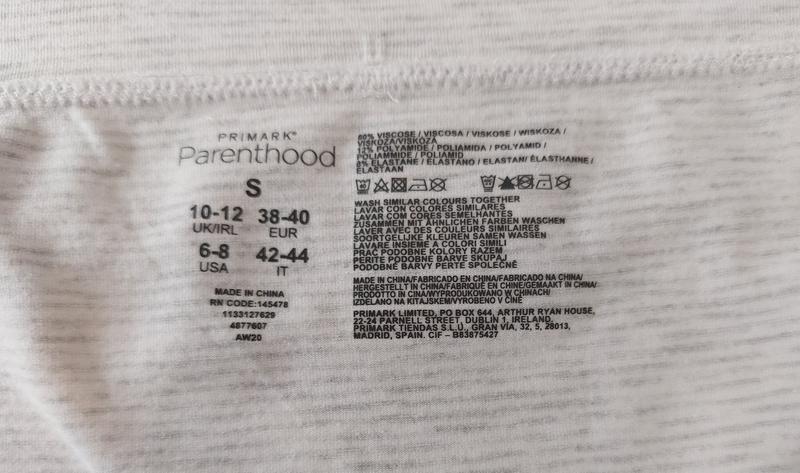 PRIMARK®
Parenthood
S
10-12 38-40
UK/IRL EUR
6-8 42-44
USA IT
MADE IN CHINA
RN CODE:145478
1133127629
4877607
AW20
80% VISCOSE / VISCOSA / VISKOSE / WISKOZA /
VISKOZA/VISKOZA
12% POLYAMIDE / POLIAMIDA / POLYAMID /
POLIAMMIDE / POLIAMID
8% ELASTANE / ELASTANO / ELASTAN/ ÉLASTHANNE /
ELASTAAN
WASH SIMILAR COLOURS TOGETHER
LAVAR CON COLORES SIMILARES
LAVAR COM CORES SEMELHANTES
ZUSAMMEN MIT ÄHNLICHEN FARBEN WASCHEN
LAVER AVEC DES COULEURS SIMILAIRES
SOORTGELIJKE KLEUREN SAMEN WASSEN
LAVARE INSIEME A COLORI SIMILI
PRAĆ PODOBNE KOLORY RAZEM
PERITE PODOBNE BARVE SKUPAJ
PODOBNÉ BARVY PERTE SPOLEČNĚ
MADE IN CHINA/FABRICADO EN CHINA/FABRICADO NA CHINA/
HERGESTELLT IN CHINA/FABRIQUÉ EN CHINE/GEMAAKT IN CHINA/
PRODOTTO IN CINA/WYPRODUKOWANO W CHINACH/
IZDELANO NA KITAJSKEM/VYROBENO V ČÍNĚ
PRIMARK LIMITED, PO BOX 644, ARTHUR RYAN HOUSE,
22-24 PARNELL STREET, DUBLIN 1, IRELAND.
PRIMARK TIENDAS S.L.U., GRAN VÍA, 32, 5, 28013,
MADRID, SPAIN. CIF – B83875427